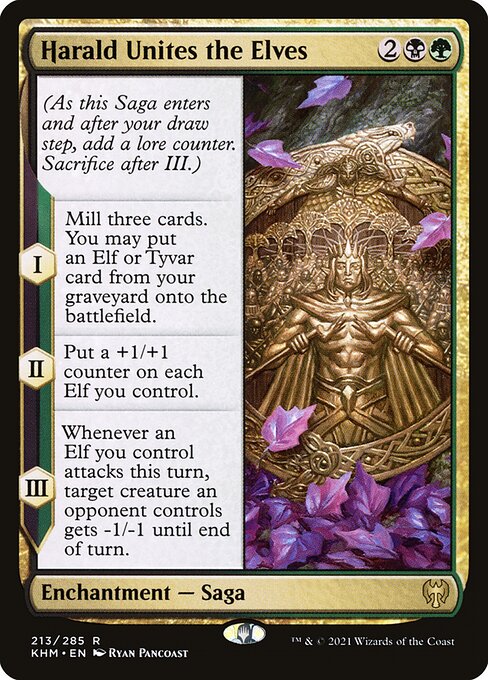 Harald Unites the Elves 2
(As this Saga enters
and after your draw
step, add a lore counter.
Sacrifice after III.)
I
Mill three cards.
You may put
an Elf or Tyvar
card from your
graveyard onto the
battlefield.
II
Put a +1/+1
counter on each
Elf you control.
III
Whenever an
Elf you control
attacks this turn,
target creature an
opponent controls
gets -1/-1 until end
of turn.
Enchantment — Saga
213/285 R
KHM • EN Ryan Pancoast
™ & © 2021 Wizards of the Coast